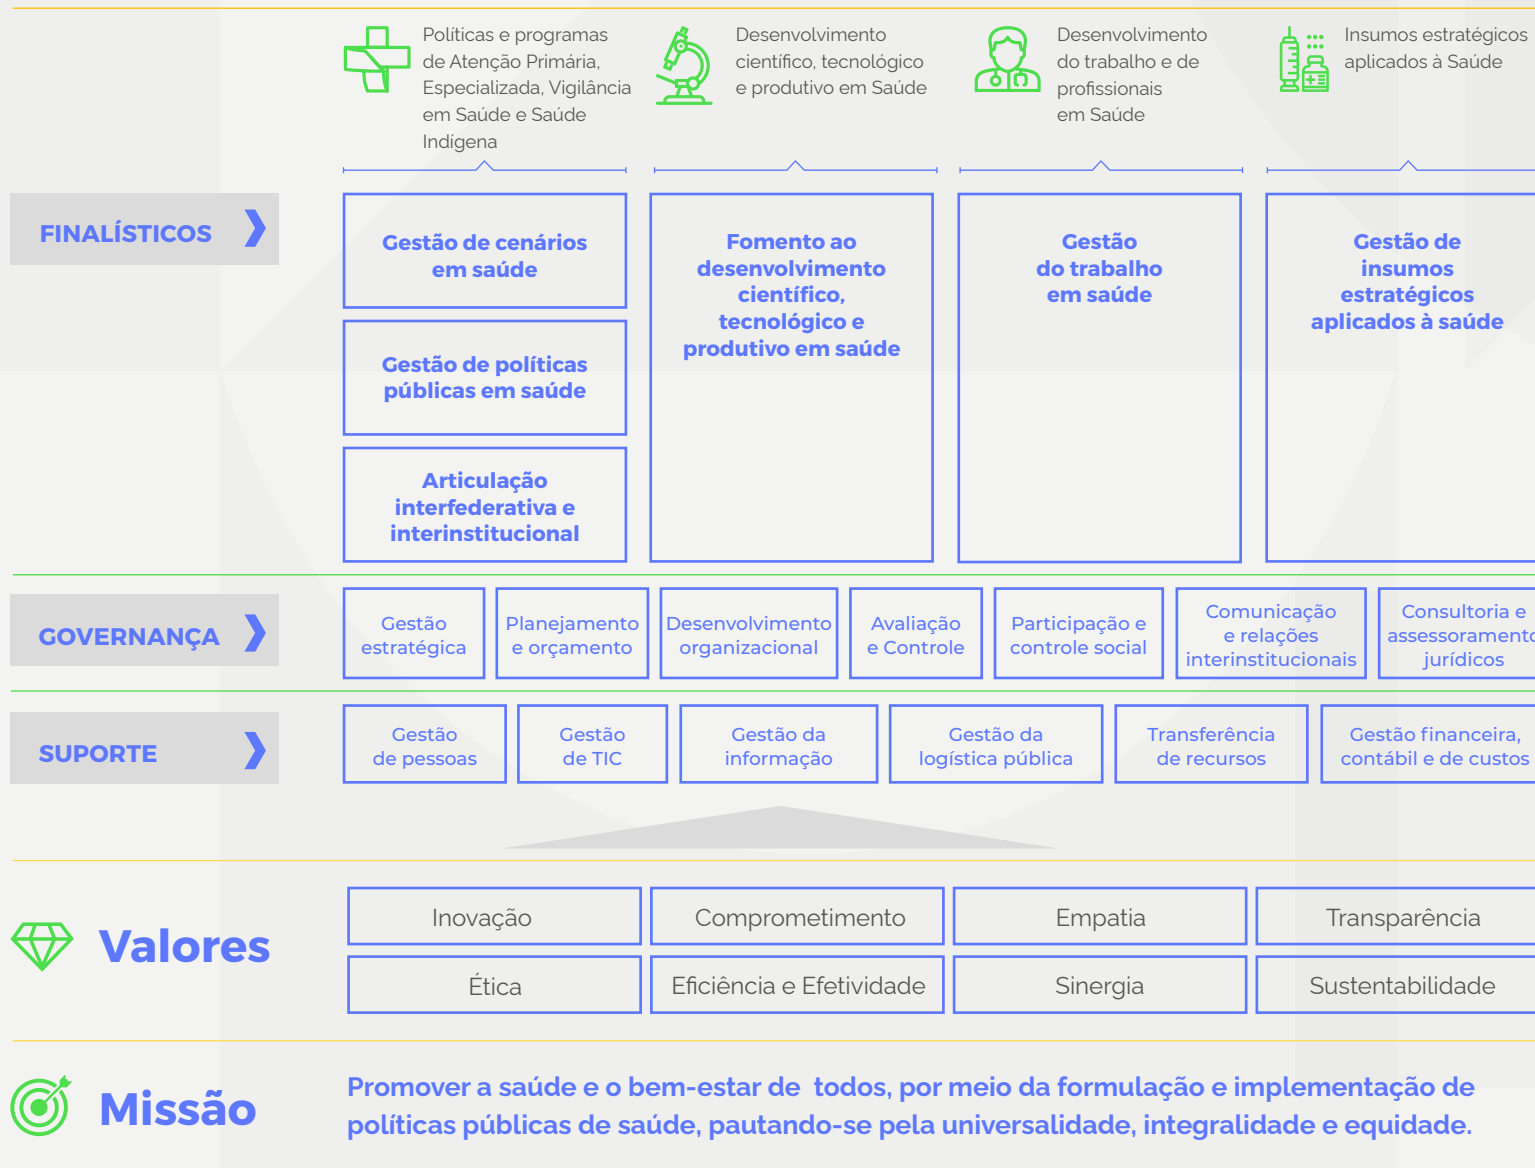 Políticas e programas
de Atenção Primária,
Especializada, Vigilância
em Saúde e Saúde
Indígena
Desenvolvimento
científico, tecnológico
e produtivo em Saúde
Desenvolvimento
do trabalho e de
profissionais
em Saúde
Insumos estratégicos
aplicados à Saúde
FINALÍSTICOS
Gestão de cenários
em saúde
Gestão de políticas
públicas em saúde
Articulação
interfederativa e
interinstitucional
Fomento ao
desenvolvimento
científico,
tecnológico e
produtivo em saúde
Gestão
do trabalho
em saúde
Gestão de
insumos
estratégicos
aplicados à saúde
GOVERNANÇA
Gestão
estratégica
Planejamento
e orçamento
Desenvolvimento
organizacional
Avaliação
e Controle
Participação e
controle social
Comunicação
e relações
interinstitucionais
Consultoria e
assessoramento
jurídicos
SUPORTE
Gestão
de pessoas
Gestão
de TIC
Gestão da
informação
Gestão da
logística pública
Transferência
de recursos
Gestão financeira,
contábil e de custos
Valores
Inovação
Comprometimento
Empatia
Transparência
Ética
Eficiência e Efetividade
Sinergia
Sustentabilidade
Missão
Promover a saúde e o bem-estar de todos, por meio da formulação e implementação de
políticas públicas de saúde, pautando-se pela universalidade, integralidade e equidade.